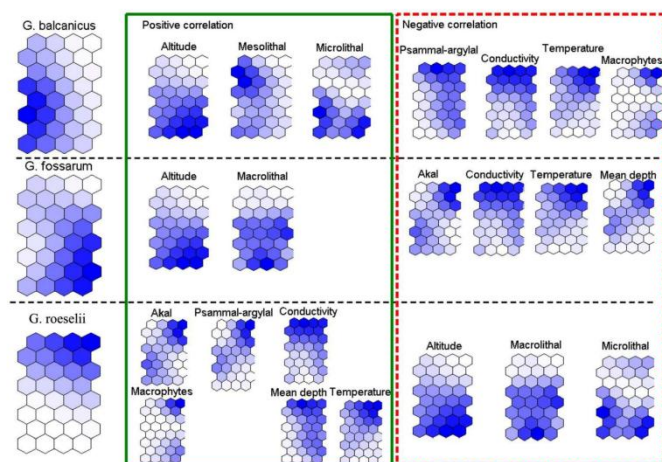 G. balcanicus
Positive correlation
Negative correlation
Altitude
Mesolithal
Microlithal
Psammal-argylal
Conductivity
Temperature
Macrophytes
G. fossarum
Altitude
Macrolithal
Akal
Conductivity
Temperature
Mean depth
G. roeselii
Akal
Psammal-argylal
Conductivity
Macrophytes
Mean depth
Temperature
Altitude
Macrolithal
Microlithal